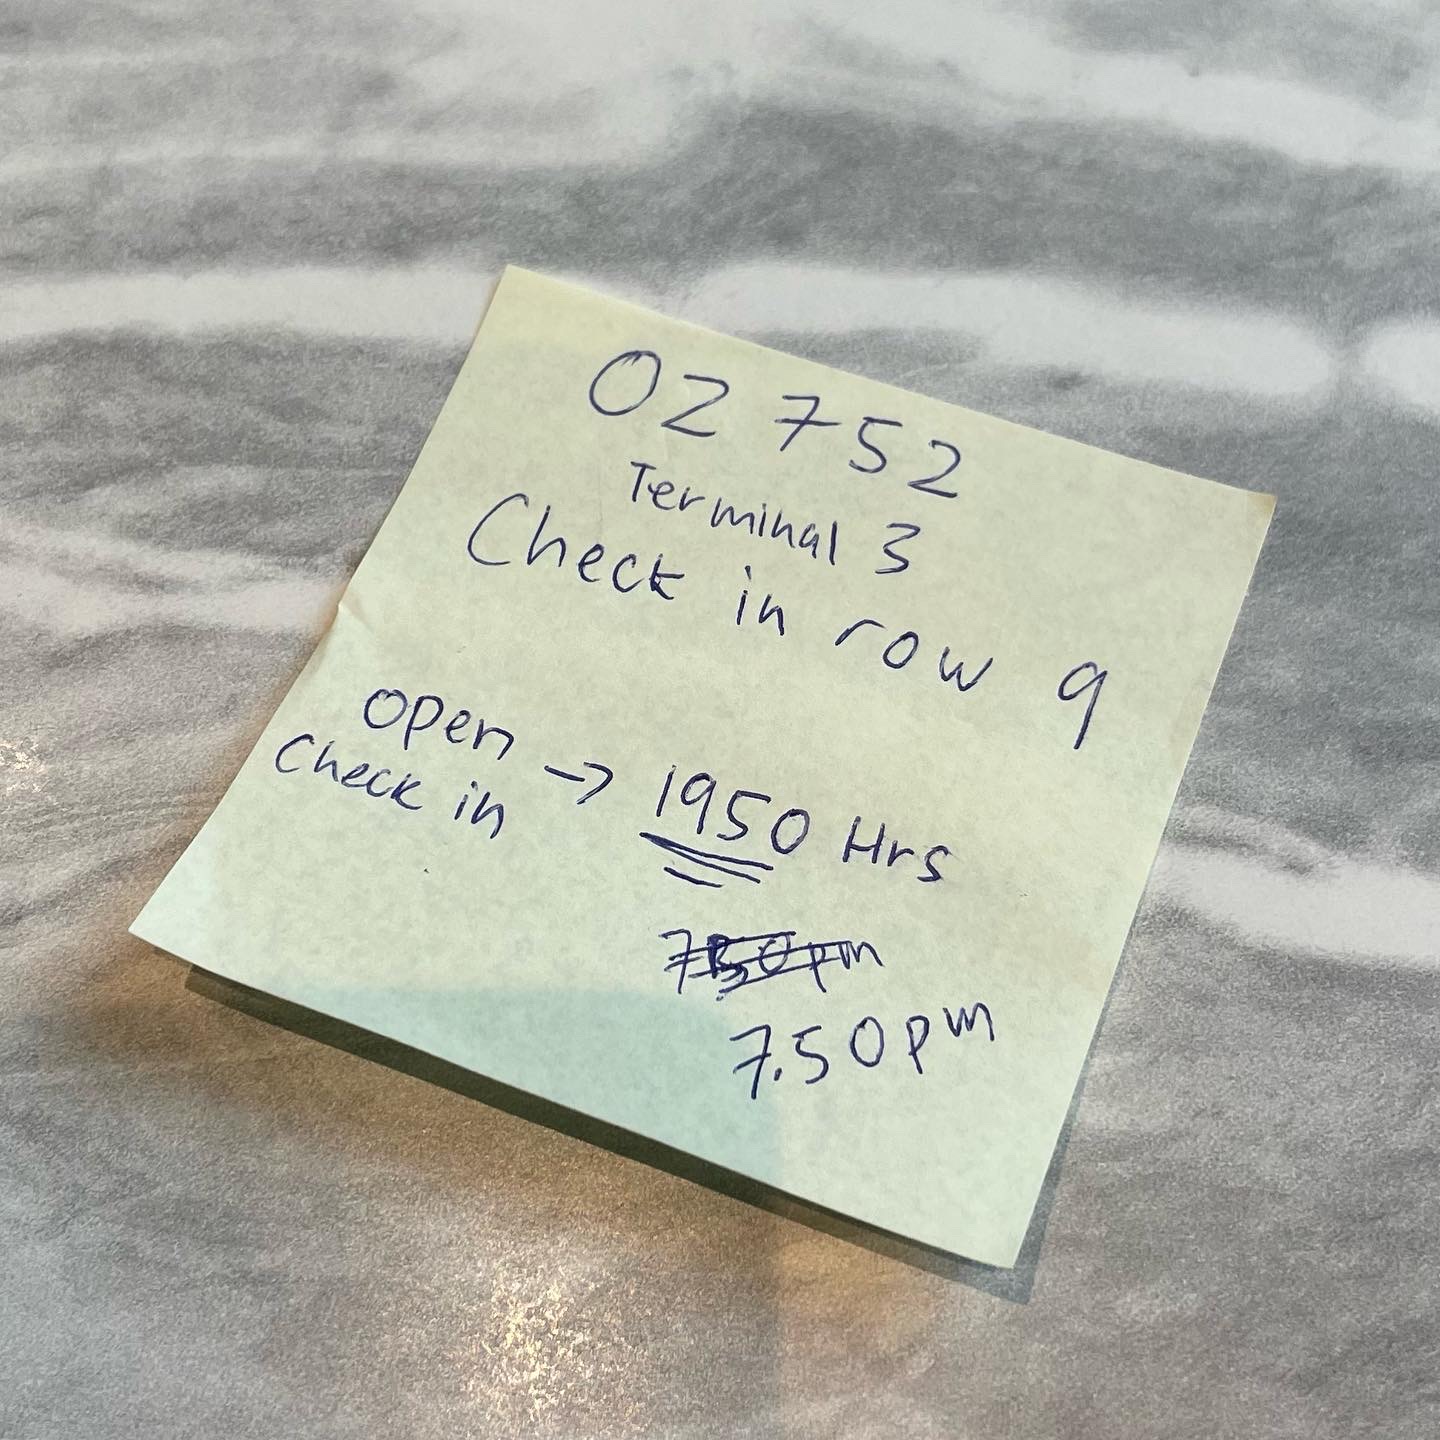 OZ 752
Terminal 3
Check in row 9
Open
Check in → 1950 Hrs
7.50pm